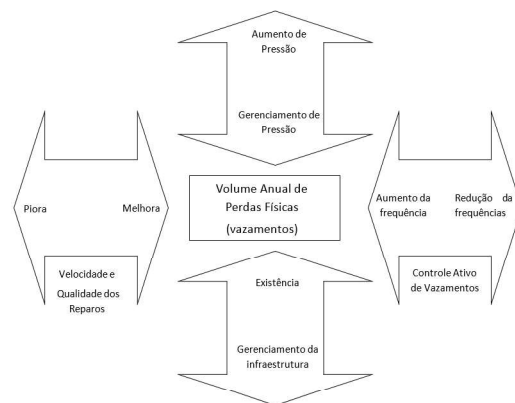 Aumento de
Pressão
Gerenciamento de
Pressão
Piora
Melhora
Velocidade e
Qualidade dos
Reparos
Volume Anual de
Perdas Físicas
(vazamentos)
Aumento da
frequência
Redução da
frequências
Controle Ativo
de Vazamentos
Existência
Gerenciamento da
infraestrutura